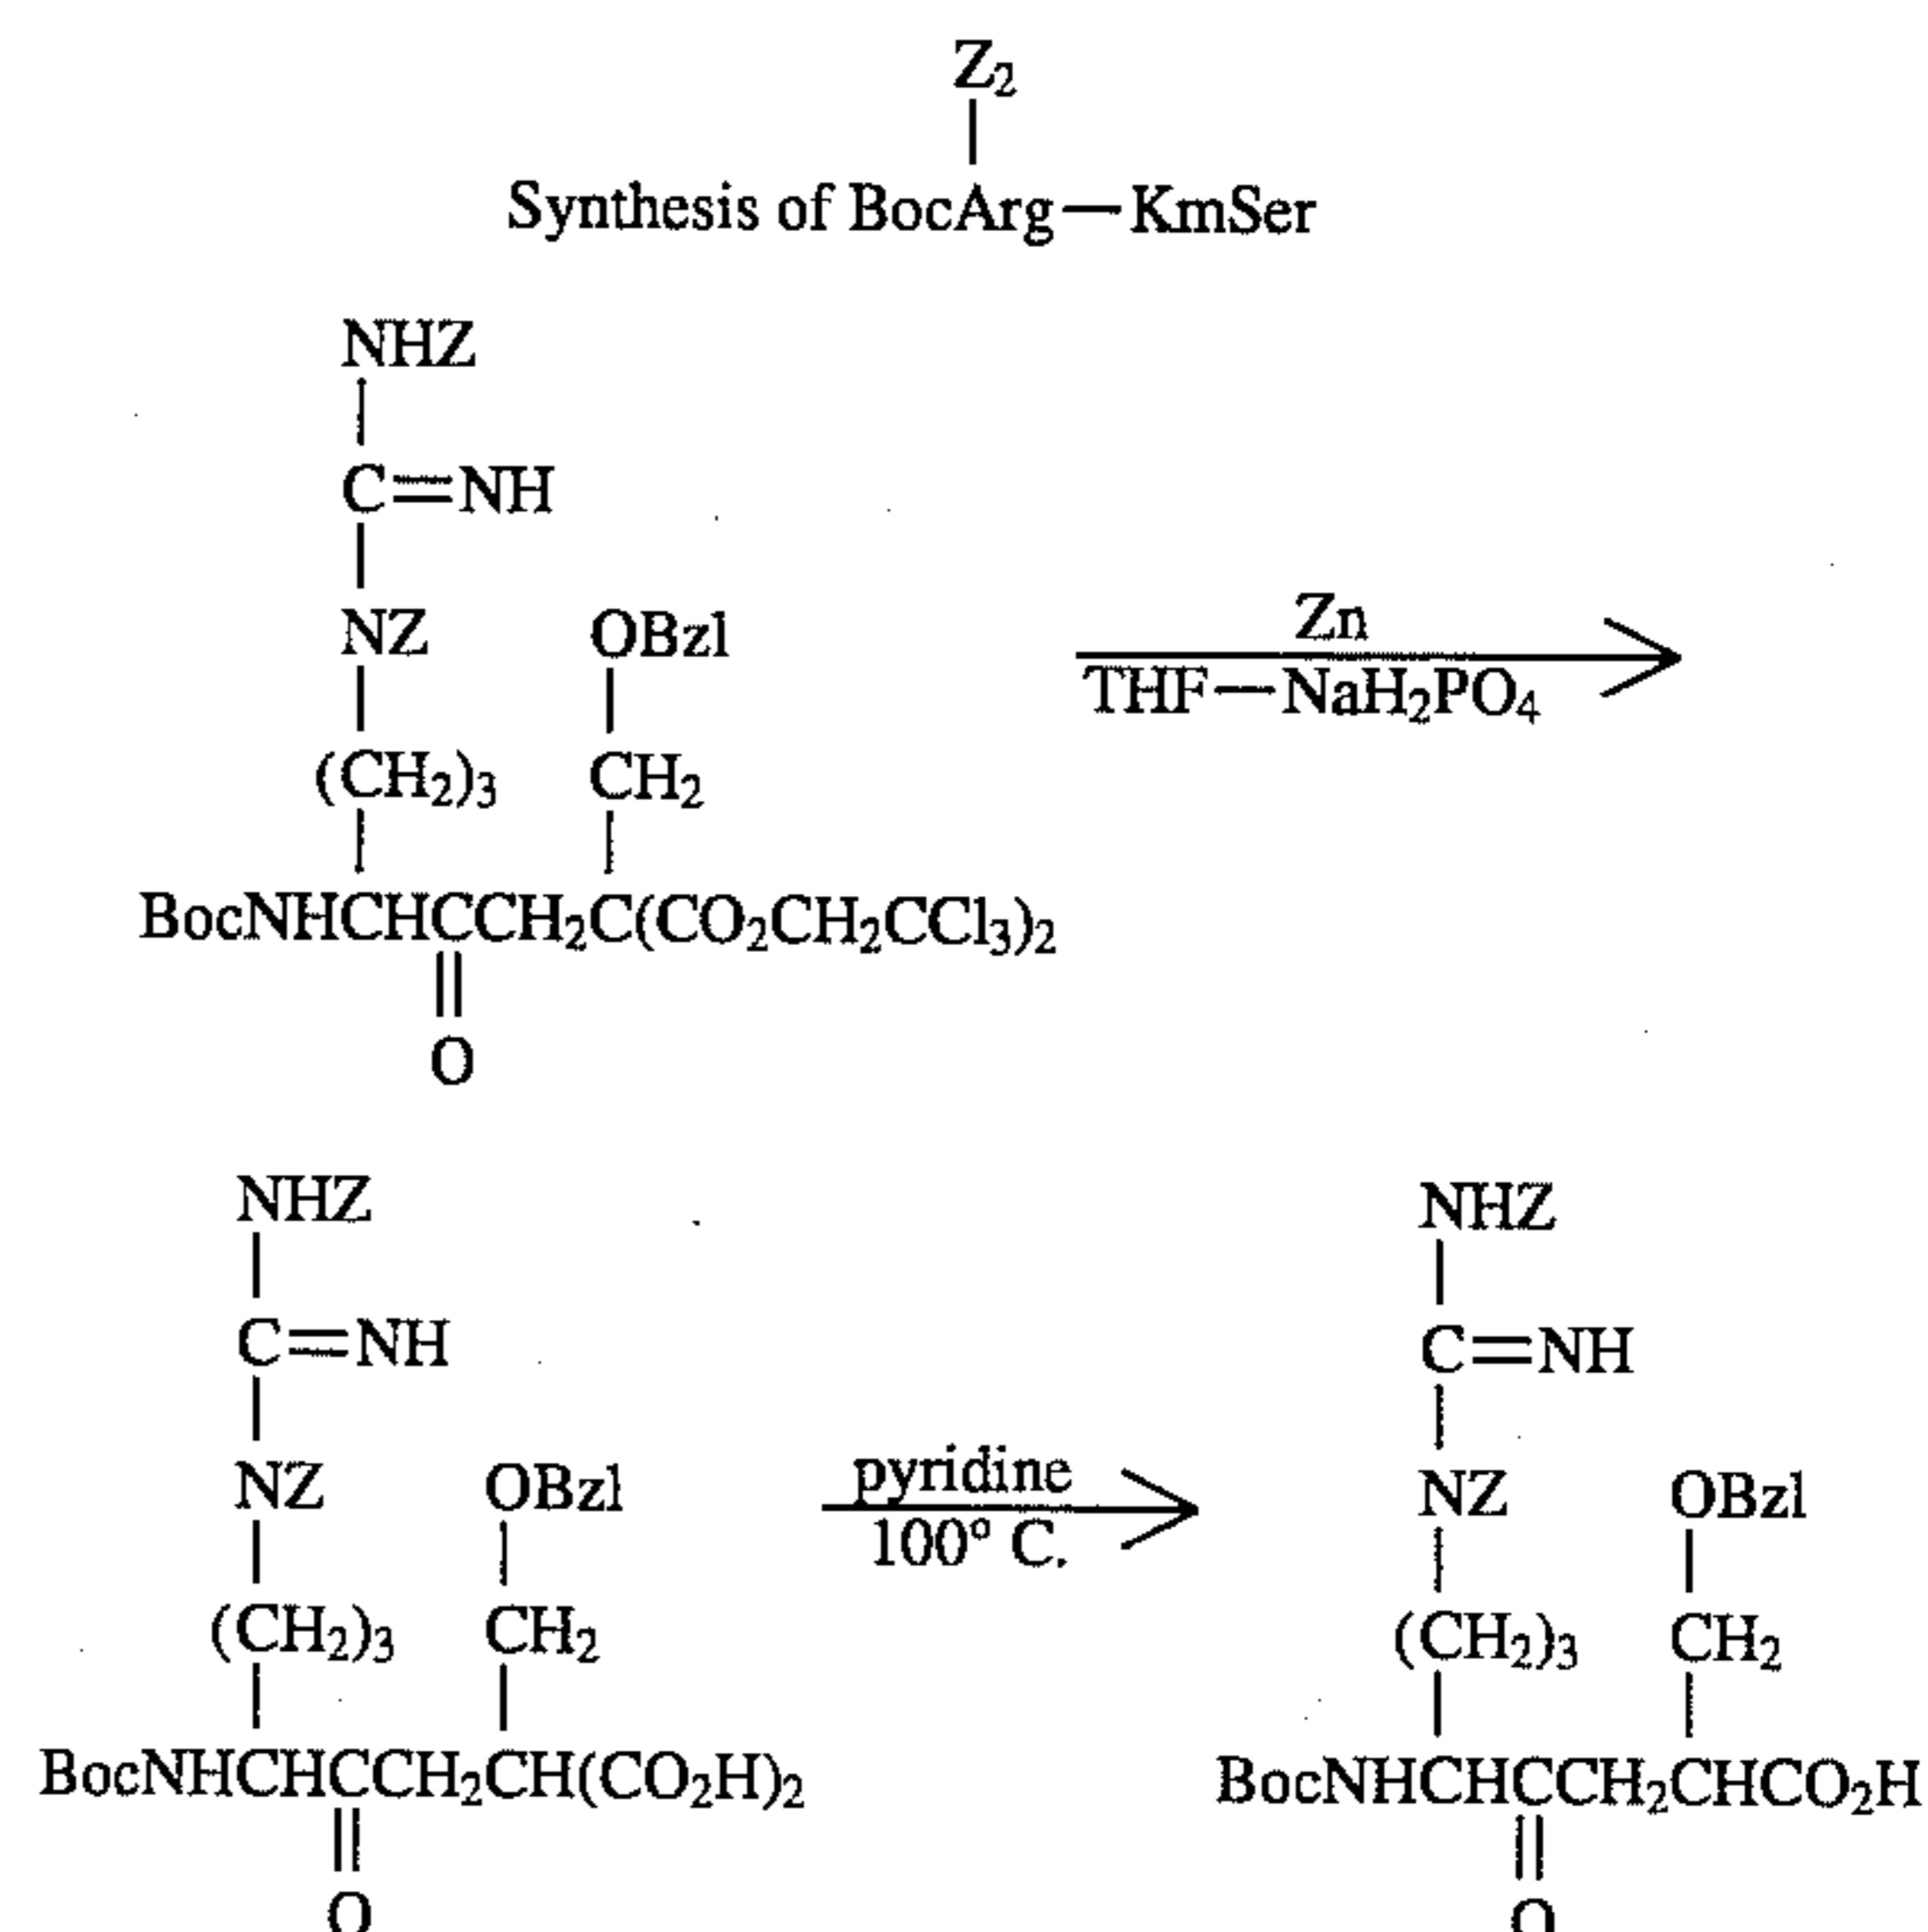 Z2
Synthesis of BocArg—KmSer
NHZ
C=NH
NZ OBzl
Zn
THF—NaH2PO4
(CH2)3 CH2
BocNHCHCCH2C(CO2CH2CCl3)2
O
NHZ NHZ
C=NH C=NH
NZ OBzl pyridine NZ OBzl
100° C.
(CH2)3 CH2 (CH2)3 CH2
BocNHCHCCH2CH(CO2H)2 BocNHCHCCH2CHCO2H
O O